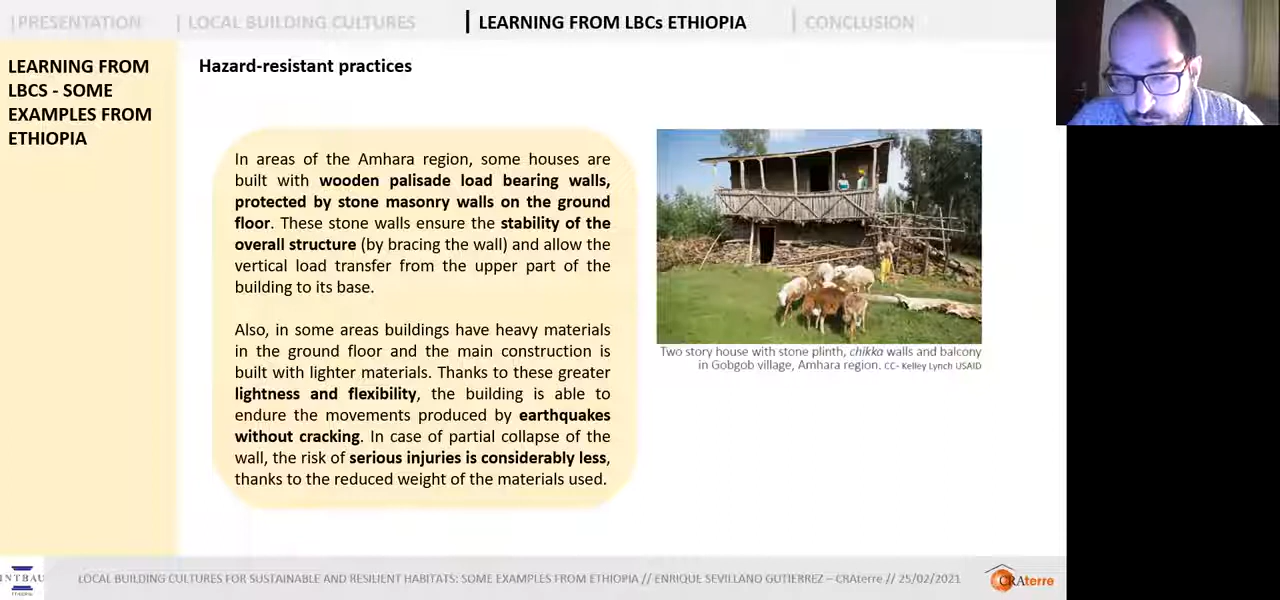 |PRESENTATION | LOCAL BUILDING CULTURES | LEARNING FROM LBCs ETHIOPIA | CONCLUSION
LEARNING FROM
LBCS - SOME
EXAMPLES FROM
ETHIOPIA
Hazard-resistant practices
In areas of the Amhara region, some houses are
built with wooden palisade load bearing walls,
protected by stone masonry walls on the ground
floor. These stone walls ensure the stability of the
overall structure (by bracing the wall) and allow the
vertical load transfer from the upper part of the
building to its base.
Also, in some areas buildings have heavy materials
in the ground floor and the main construction is
built with lighter materials. Thanks to these greater
lightness and flexibility, the building is able to
endure the movements produced by earthquakes
without cracking. In case of partial collapse of the
wall, the risk of serious injuries is considerably less,
thanks to the reduced weight of the materials used.
Two story house with stone plinth, chikka walls and balcony
in Gobgob village, Amhara region. CC- Kelley Lynch USAID
INTBAU
ETHIOPIA
LOCAL BUILDING CULTURES FOR SUSTAINABLE AND RESILIENT HABITATS: SOME EXAMPLES FROM ETHIOPIA // ENRIQUE SEVILLANO GUTIERREZ – CRAterre // 25/02/2021
CRAterre